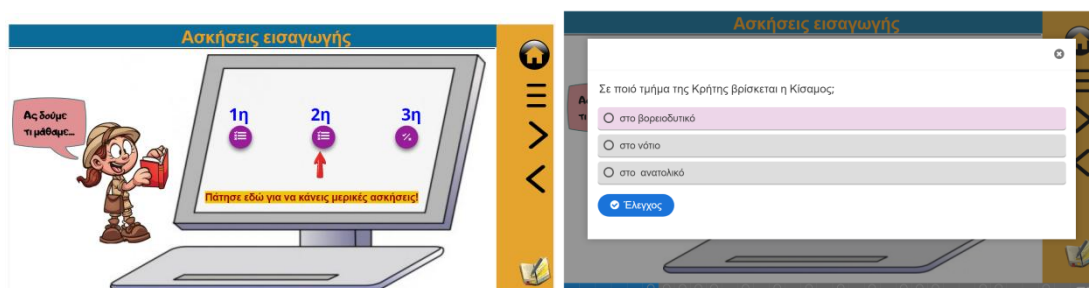 Ασκήσεις εισαγωγής
Ας δούμε
τι μάθαμε...
1η
2η
3η
Πάτησε εδώ για να κάνεις μερικές ασκήσεις!
Ασκήσεις εισαγωγής
Σε ποιό τμήμα της Κρήτης βρίσκεται η Κίσαμος;
στο βορειοδυτικό
στο νότιο
στο ανατολικό
Έλεγχος